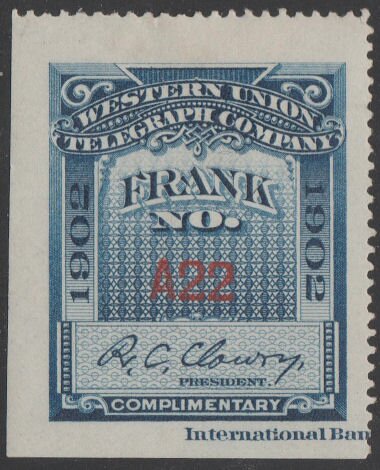 WESTERN UNION
TELEGRAPH COMPANY
FRANK
NO.
1902
1902
A22
R. C. Clowry.
PRESIDENT.
COMPLIMENTARY
International Ban